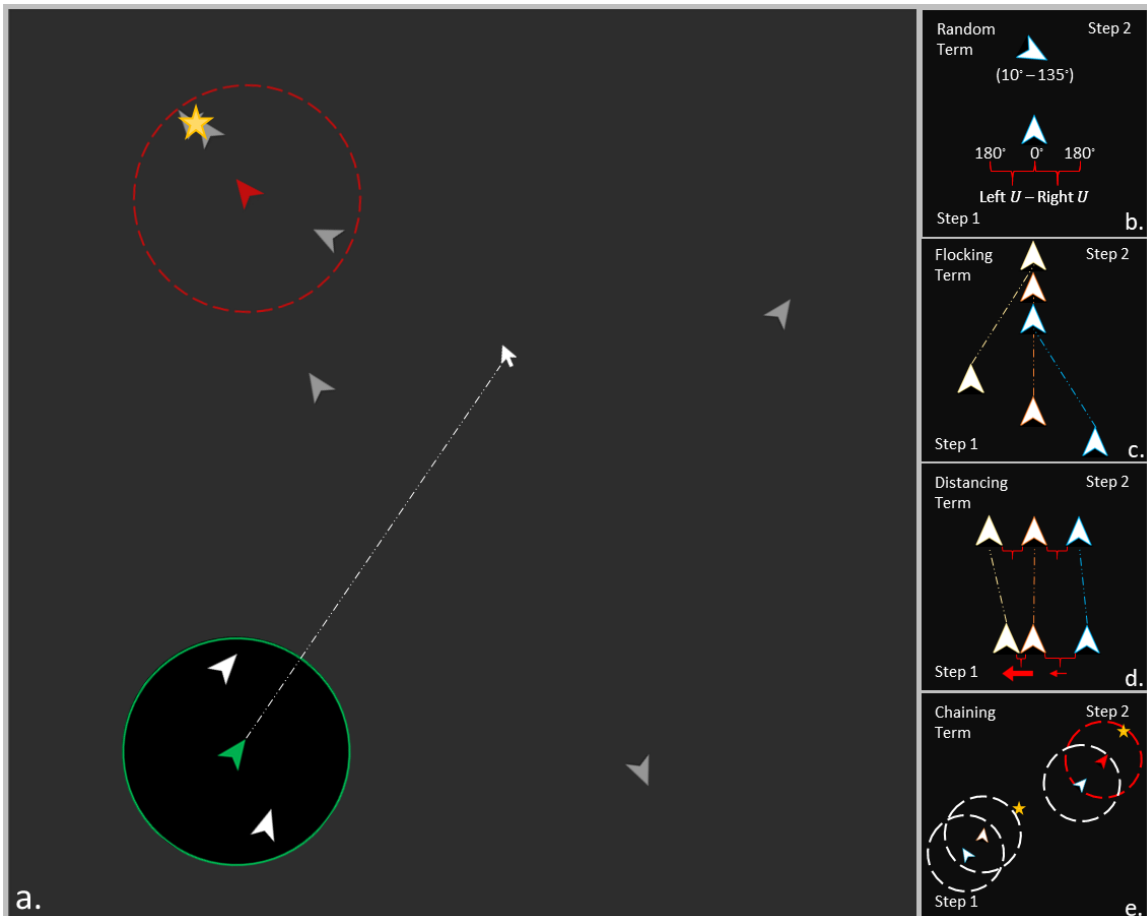 a.
Random Step 2
Term
(10° – 135°)
180° 0° 180°
Left U – Right U
Step 1 b.
Flocking Step 2
Term
Step 1 c.
Distancing Step 2
Term
Step 1 d.
Chaining Step 2
Term
Step 1 e.